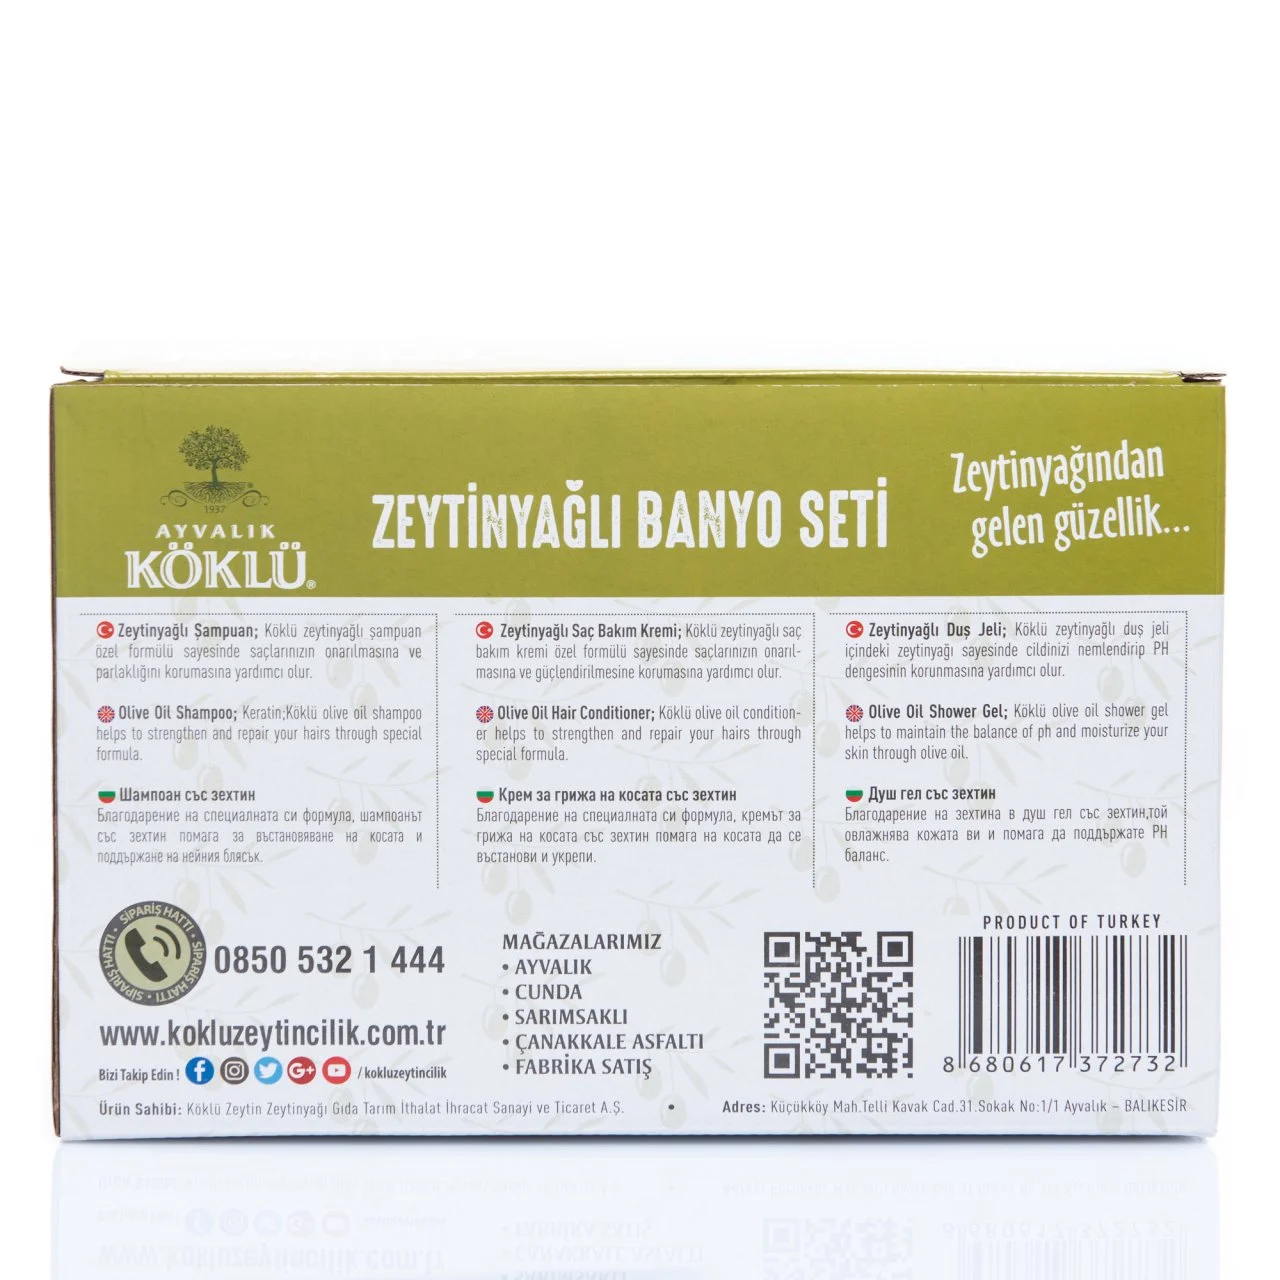 1937
AYVALIK
KÖKLÜ®
ZEYTİNYAĞLI BANYO SETİ
Zeytinyağından
gelen güzellik...
Zeytinyağlı Şampuan; Köklü zeytinyağlı şampuan
özel formülü sayesinde saçlarınızın onarılmasına ve
parlaklığını korumasına yardımcı olur.
Olive Oil Shampoo; Keratin;Köklü olive oil shampoo
helps to strengthen and repair your hairs through special
formula.
Шампоан със зехтин
Благодарение на специалната си формула, шампоанът
със зехтин помага за възстановяване на косата и
поддържане на нейния блясък.
Zeytinyağlı Saç Bakım Kremi; Köklü zeytinyağlı saç
bakım kremi özel formülü sayesinde saçlarınızın onarıl-
masına ve güçlendirilmesine korumasına yardımcı olur.
Olive Oil Hair Conditioner; Köklü olive oil condition-
er helps to strengthen and repair your hairs through
special formula.
Крем за грижа на косата със зехтин
Благодарение на специалната си формула, кремът за
грижа на косата със зехтин помага на косата да се
въстанови и укрепи.
Zeytinyağlı Duş Jeli; Köklü zeytinyağlı duş jeli
içindeki zeytinyağı sayesinde cildinizi nemlendirip PH
dengesinin korunmasına yardımcı olur.
Olive Oil Shower Gel; Köklü olive oil shower gel
helps to maintain the balance of ph and moisturize your
skin through olive oil.
Душ гел със зехтин
Благодарение на зехтина в душ гел със зехтин,той
овлажнява кожата ви и помага да поддържате PH
баланс.
SİPARİŞ HATTI • SİPARİŞ HATTI • SİPARİŞ HATTI •
0850 532 1 444
www.kokluzeytincilik.com.tr
Bizi Takip Edin ! /kokluzeytincilik
MAĞAZALARIMIZ
• AYVALIK
• CUNDA
• SARIMSAKLI
• ÇANAKKALE ASFALTI
• FABRİKA SATIŞ
PRODUCT OF TURKEY
8 680617 372732
Ürün Sahibi: Köklü Zeytin Zeytinyağı Gıda Tarım İthalat İhracat Sanayi ve Ticaret A.Ş. • Adres: Küçükköy Mah.Telli Kavak Cad.31.Sokak No:1/1 Ayvalık – BALIKESİR